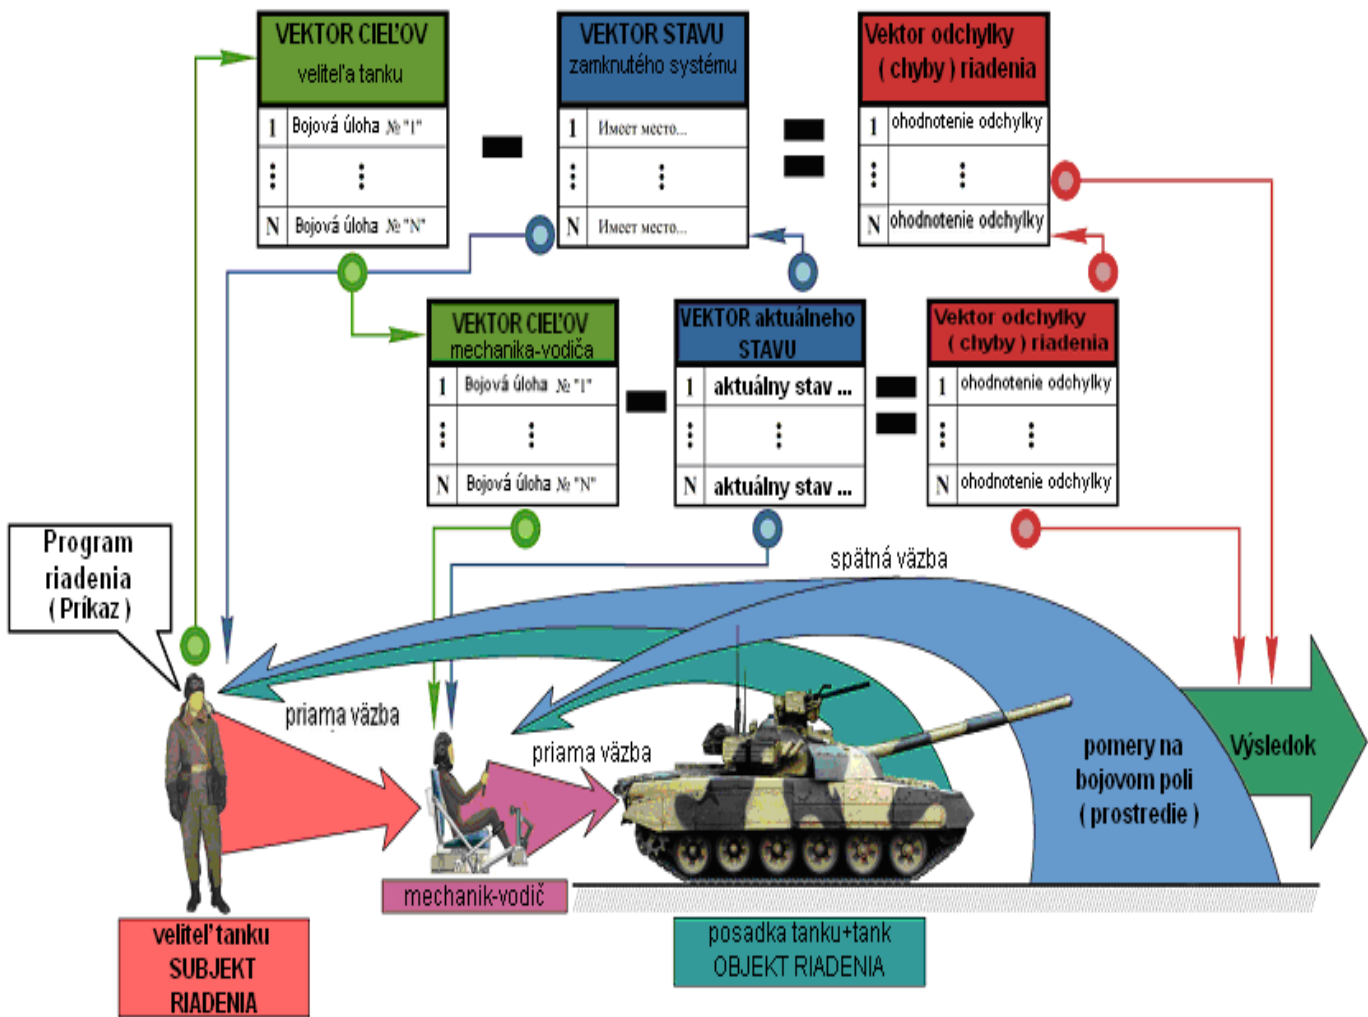 VEKTOR CIEĽOV
veliteľa tanku
1 Bojová úloha № "1"
N Bojová úloha № "N"
VEKTOR STAVU
zamknutého systému
1 Имеет место...
N Имеет место...
Vektor odchylky
( chyby ) riadenia
1 ohodnotenie odchylky
N ohodnotenie odchylky
VEKTOR CIEĽOV
mechanika-vodiča
1 Bojová úloha № "1"
N Bojová úloha № "N"
VEKTOR aktuálneho
STAVU
1 aktuálny stav ...
N aktuálny stav ...
Vektor odchylky
( chyby ) riadenia
1 ohodnotenie odchylky
N ohodnotenie odchylky
Program
riadenia
( Príkaz )
spätná väzba
priama väzba
priama väzba
pomery na
bojovom poli
( prostredie )
Výsledok
mechanik-vodič
veliteľ tanku
SUBJEKT
RIADENIA
posadka tanku+tank
OBJEKT RIADENIA